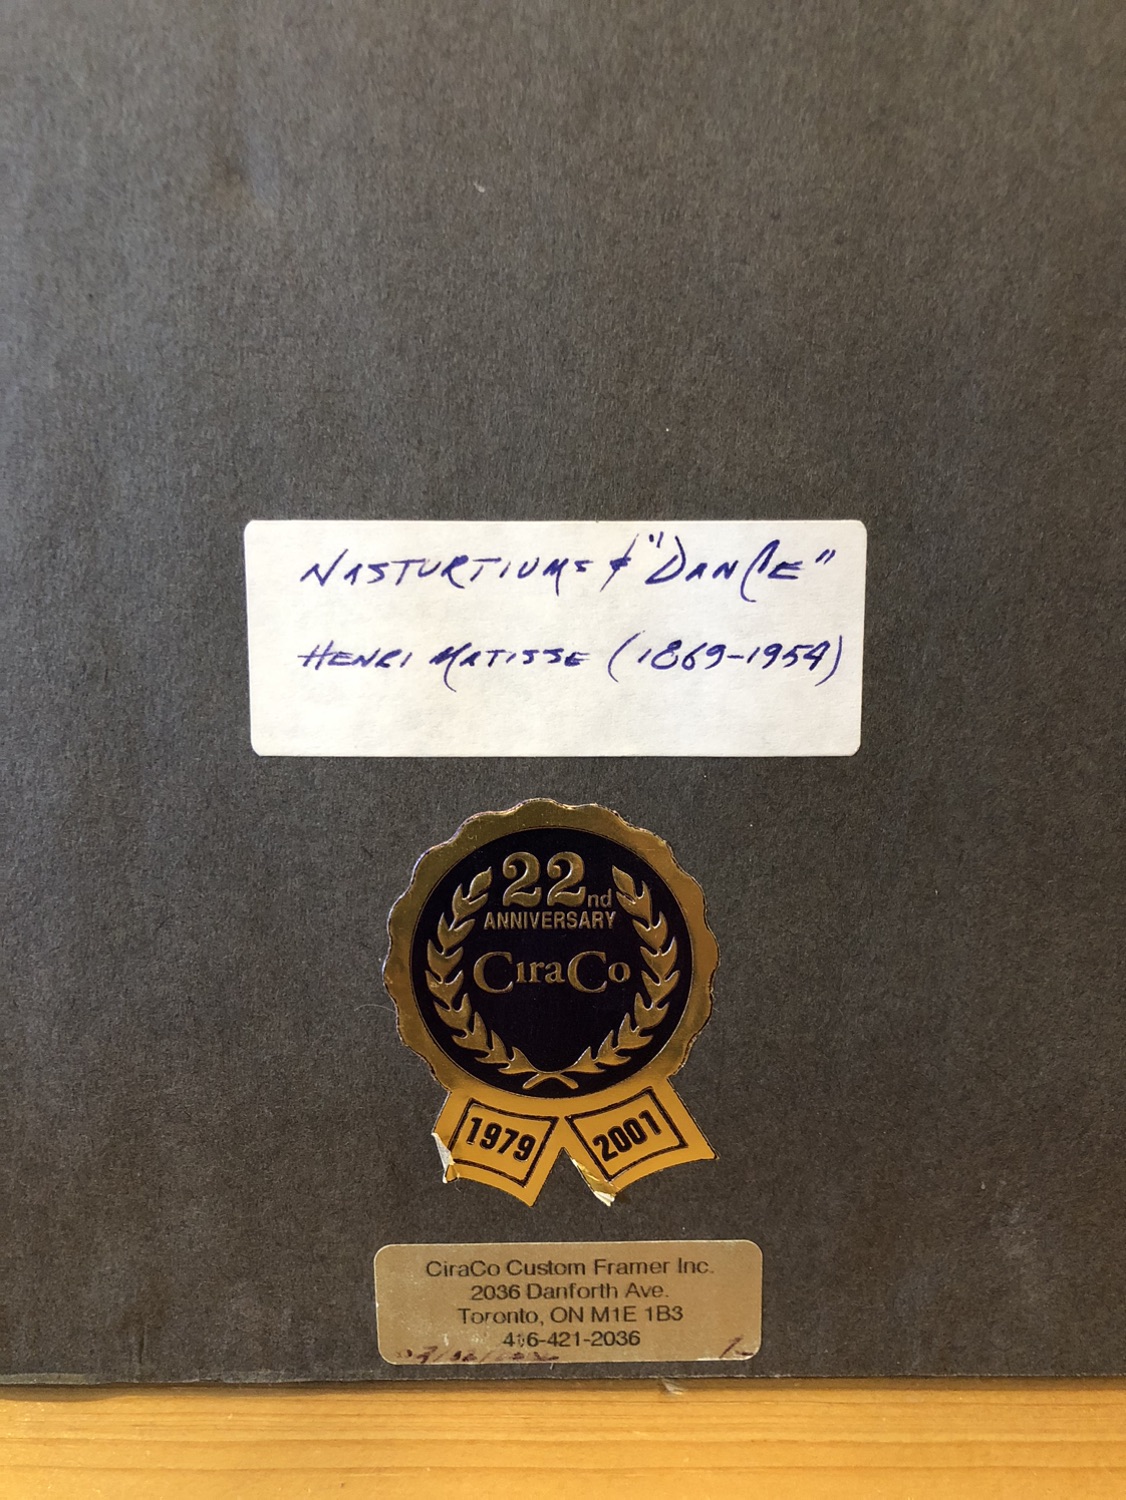 NASTURTIUMS & "DANCE"
HENRI MATISSE (1869-1954)
22nd
ANNIVERSARY
CiraCo
1979
2001
CiraCo Custom Framer Inc.
2036 Danforth Ave.
Toronto, ON M1E 1B3
416-421-2036